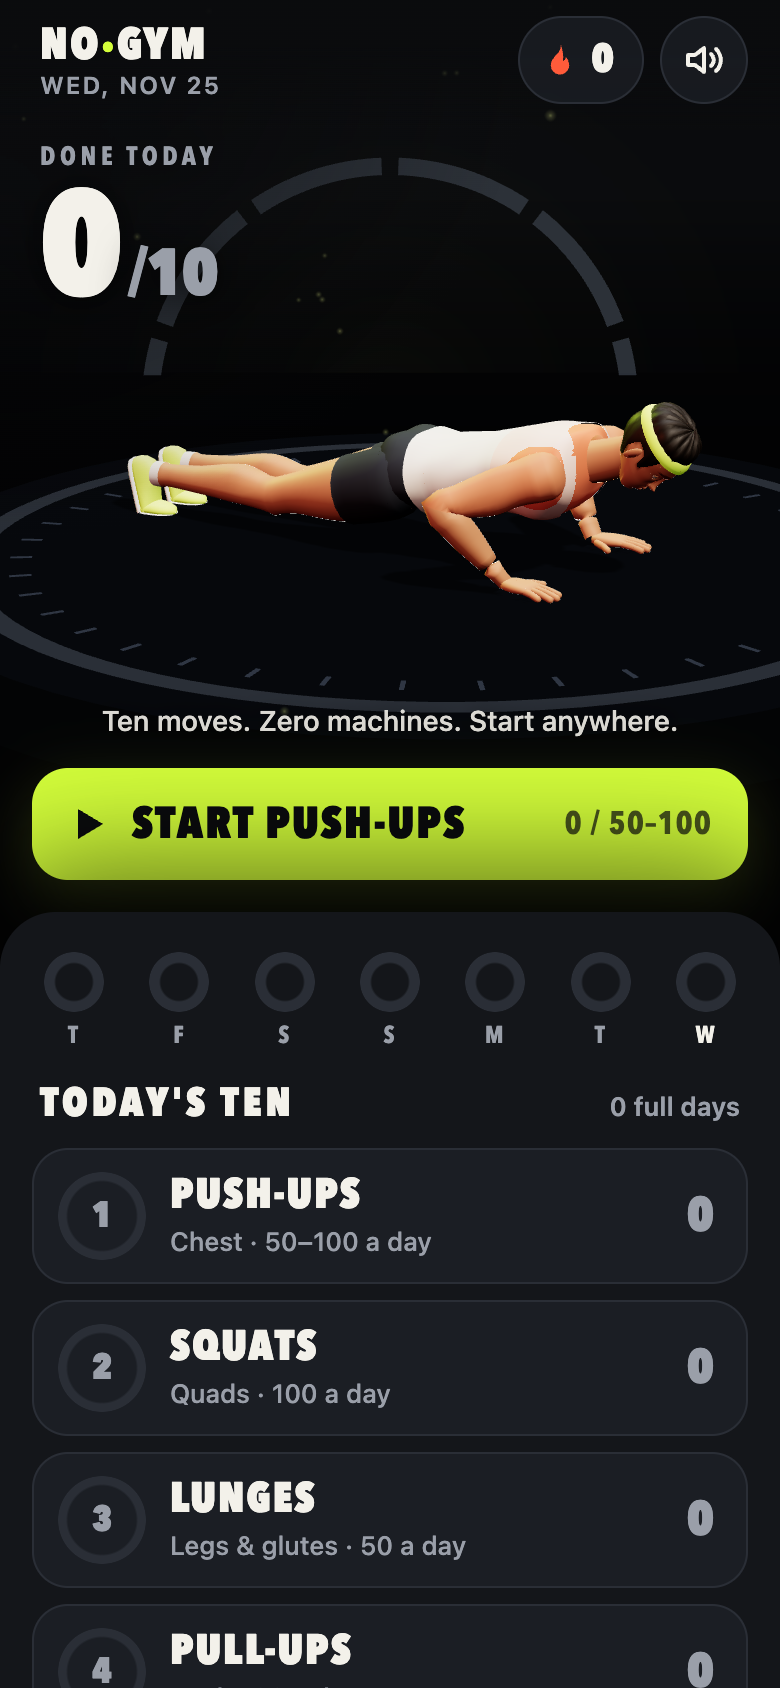 NO•GYM
WED, NOV 25
0
DONE TODAY
0/10
Ten moves. Zero machines. Start anywhere.
START PUSH-UPS
0 / 50-100
T F S S M T W
TODAY'S TEN
0 full days
1
PUSH-UPS
Chest · 50–100 a day
0
2
SQUATS
Quads · 100 a day
0
3
LUNGES
Legs & glutes · 50 a day
0
4
PULL-UPS
0